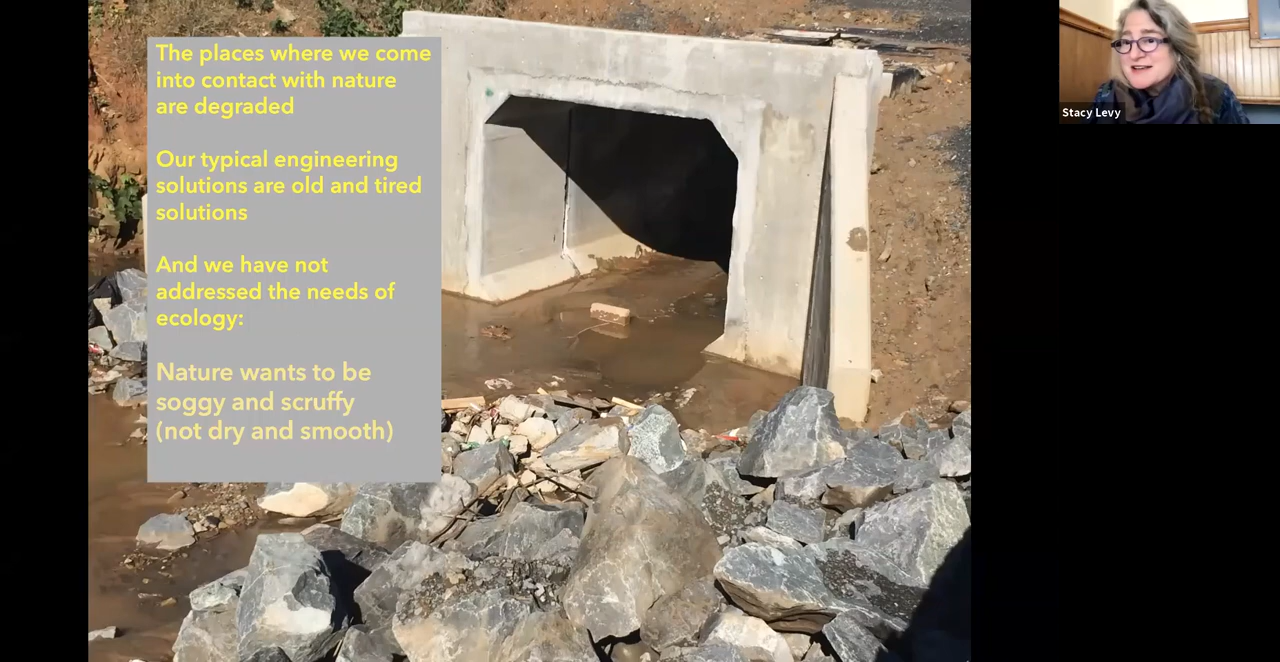 The places where we come
into contact with nature
are degraded
Our typical engineering
solutions are old and tired
solutions
And we have not
addressed the needs of
ecology:
Nature wants to be
soggy and scruffy
(not dry and smooth)
Stacy Levy